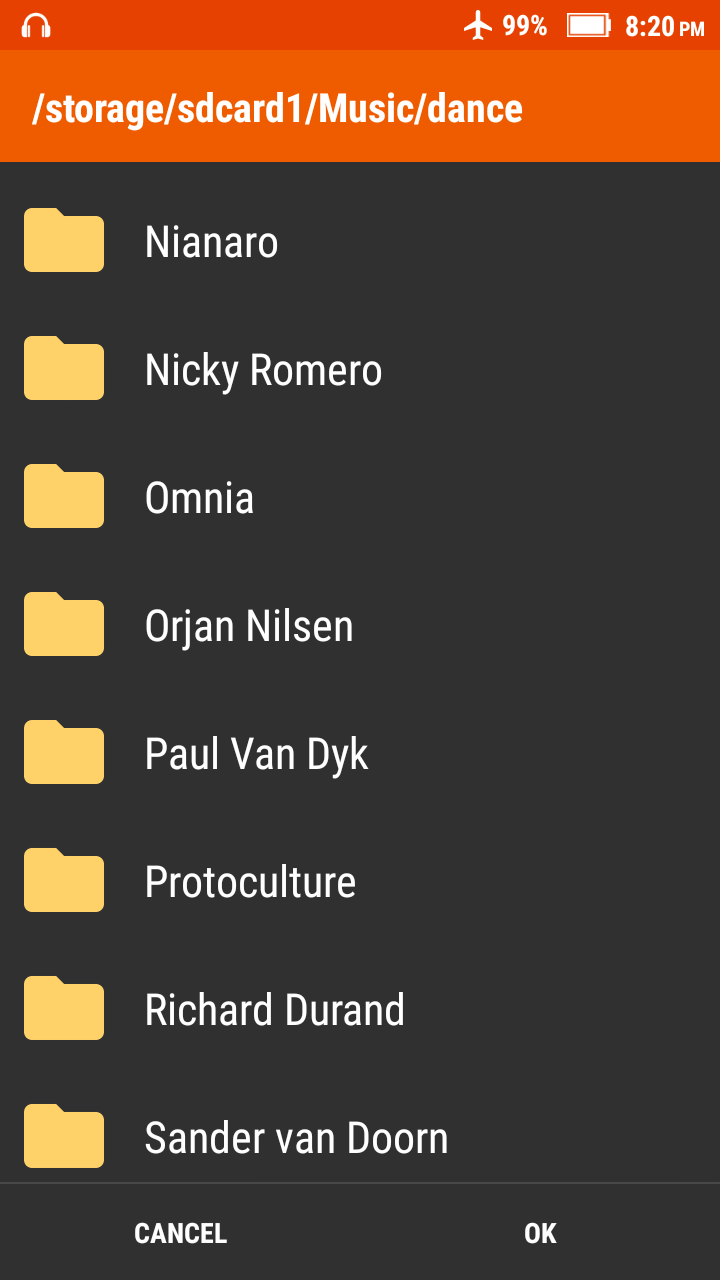 99% 8:20 PM
/storage/sdcard1/Music/dance
Nianaro
Nicky Romero
Omnia
Orjan Nilsen
Paul Van Dyk
Protoculture
Richard Durand
Sander van Doorn
CANCEL OK